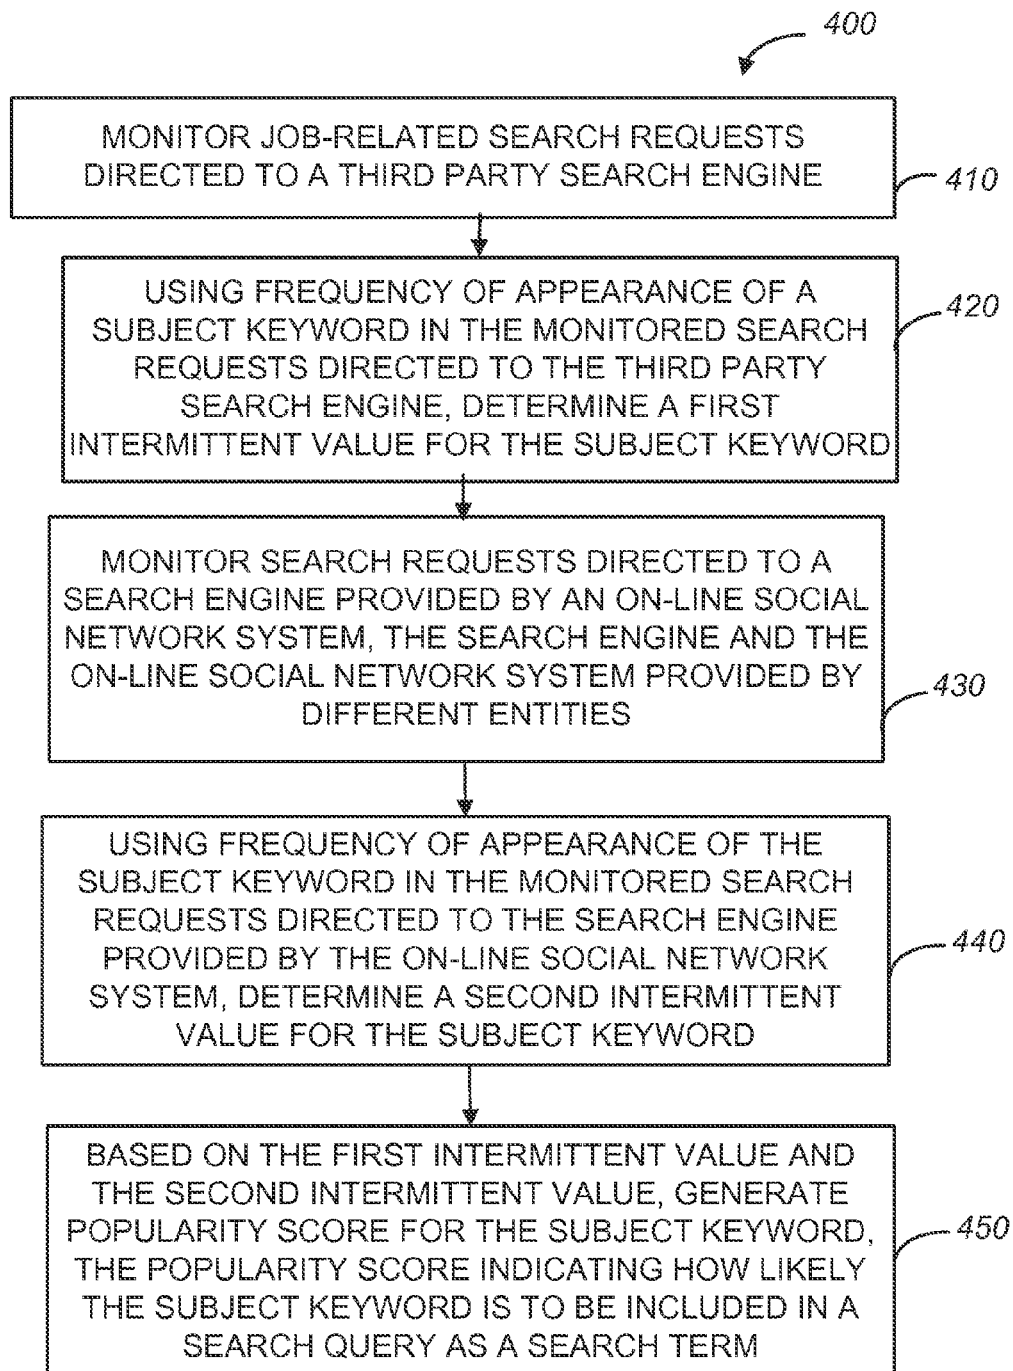 400
MONITOR JOB-RELATED SEARCH REQUESTS
DIRECTED TO A THIRD PARTY SEARCH ENGINE
410
USING FREQUENCY OF APPEARANCE OF A
SUBJECT KEYWORD IN THE MONITORED SEARCH
REQUESTS DIRECTED TO THE THIRD PARTY
SEARCH ENGINE, DETERMINE A FIRST
INTERMITTENT VALUE FOR THE SUBJECT KEYWORD
420
MONITOR SEARCH REQUESTS DIRECTED TO A
SEARCH ENGINE PROVIDED BY AN ON-LINE SOCIAL
NETWORK SYSTEM, THE SEARCH ENGINE AND THE
ON-LINE SOCIAL NETWORK SYSTEM PROVIDED BY
DIFFERENT ENTITIES
430
USING FREQUENCY OF APPEARANCE OF THE
SUBJECT KEYWORD IN THE MONITORED SEARCH
REQUESTS DIRECTED TO THE SEARCH ENGINE
PROVIDED BY THE ON-LINE SOCIAL NETWORK
SYSTEM, DETERMINE A SECOND INTERMITTENT
VALUE FOR THE SUBJECT KEYWORD
440
BASED ON THE FIRST INTERMITTENT VALUE AND
THE SECOND INTERMITTENT VALUE, GENERATE
POPULARITY SCORE FOR THE SUBJECT KEYWORD,
THE POPULARITY SCORE INDICATING HOW LIKELY
THE SUBJECT KEYWORD IS TO BE INCLUDED IN A
SEARCH QUERY AS A SEARCH TERM
450